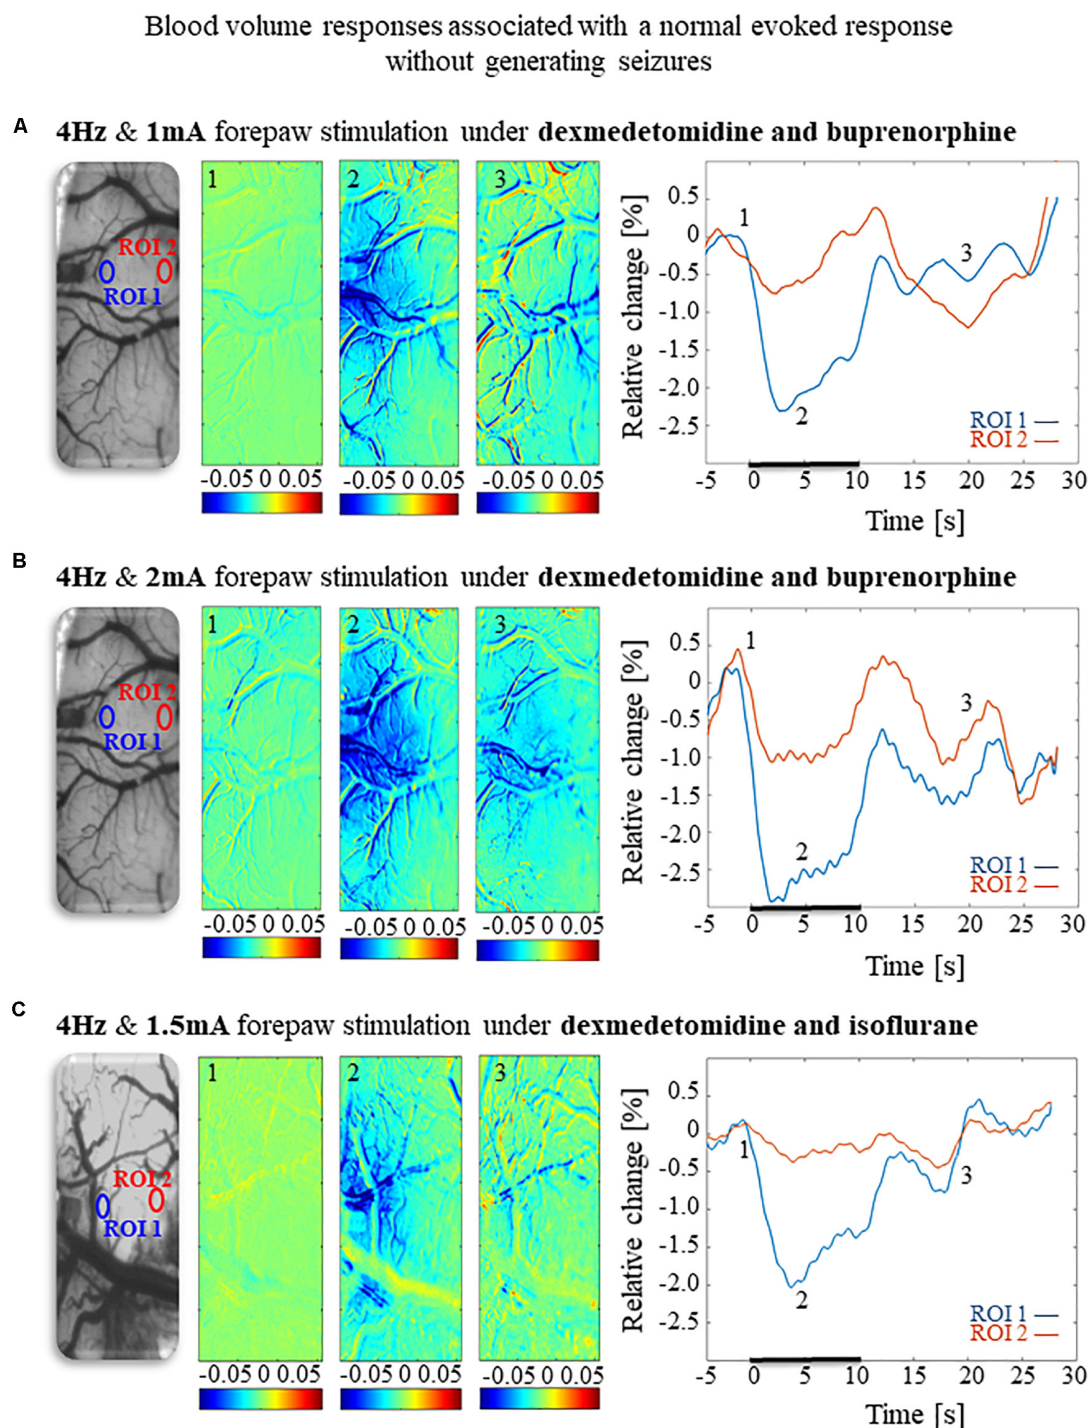 Blood volume responses associated with a normal evoked response
without generating seizures
A
4Hz & 1mA forepaw stimulation under dexmedetomidine and buprenorphine
ROI 2
ROI 1
1
2
3
-0.05 0 0.05
-0.05 0 0.05
-0.05 0 0.05
Relative change [%]
0.5
0
-0.5
-1.0
-1.5
-2.0
-2.5
1
2
3
ROI 1
ROI 2
-5 0 5 10 15 20 25 30
Time [s]
B
4Hz & 2mA forepaw stimulation under dexmedetomidine and buprenorphine
ROI 2
ROI 1
1
2
3
-0.05 0 0.05
-0.05 0 0.05
-0.05 0 0.05
Relative change [%]
0.5
0
-0.5
-1.0
-1.5
-2.0
-2.5
1
2
3
ROI 1
ROI 2
-5 0 5 10 15 20 25 30
Time [s]
C
4Hz & 1.5mA forepaw stimulation under dexmedetomidine and isoflurane
ROI 2
ROI 1
1
2
3
-0.05 0 0.05
-0.05 0 0.05
-0.05 0 0.05
Relative change [%]
0.5
0
-0.5
-1.0
-1.5
-2.0
-2.5
1
2
3
ROI 1
ROI 2
-5 0 5 10 15 20 25 30
Time [s]